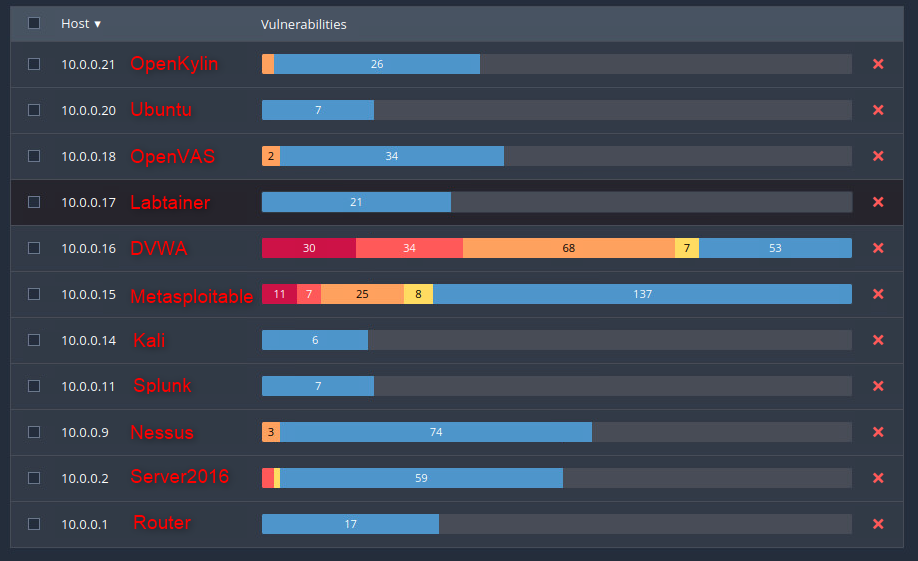 Host ▼ Vulnerabilities
10.0.0.21 OpenKylin 26
10.0.0.20 Ubuntu 7
10.0.0.18 OpenVAS 2 34
10.0.0.17 Labtainer 21
10.0.0.16 DVWA 30 34 68 7 53
10.0.0.15 Metasploitable 11 7 25 8 137
10.0.0.14 Kali 6
10.0.0.11 Splunk 7
10.0.0.9 Nessus 3 74
10.0.0.2 Server2016 59
10.0.0.1 Router 17